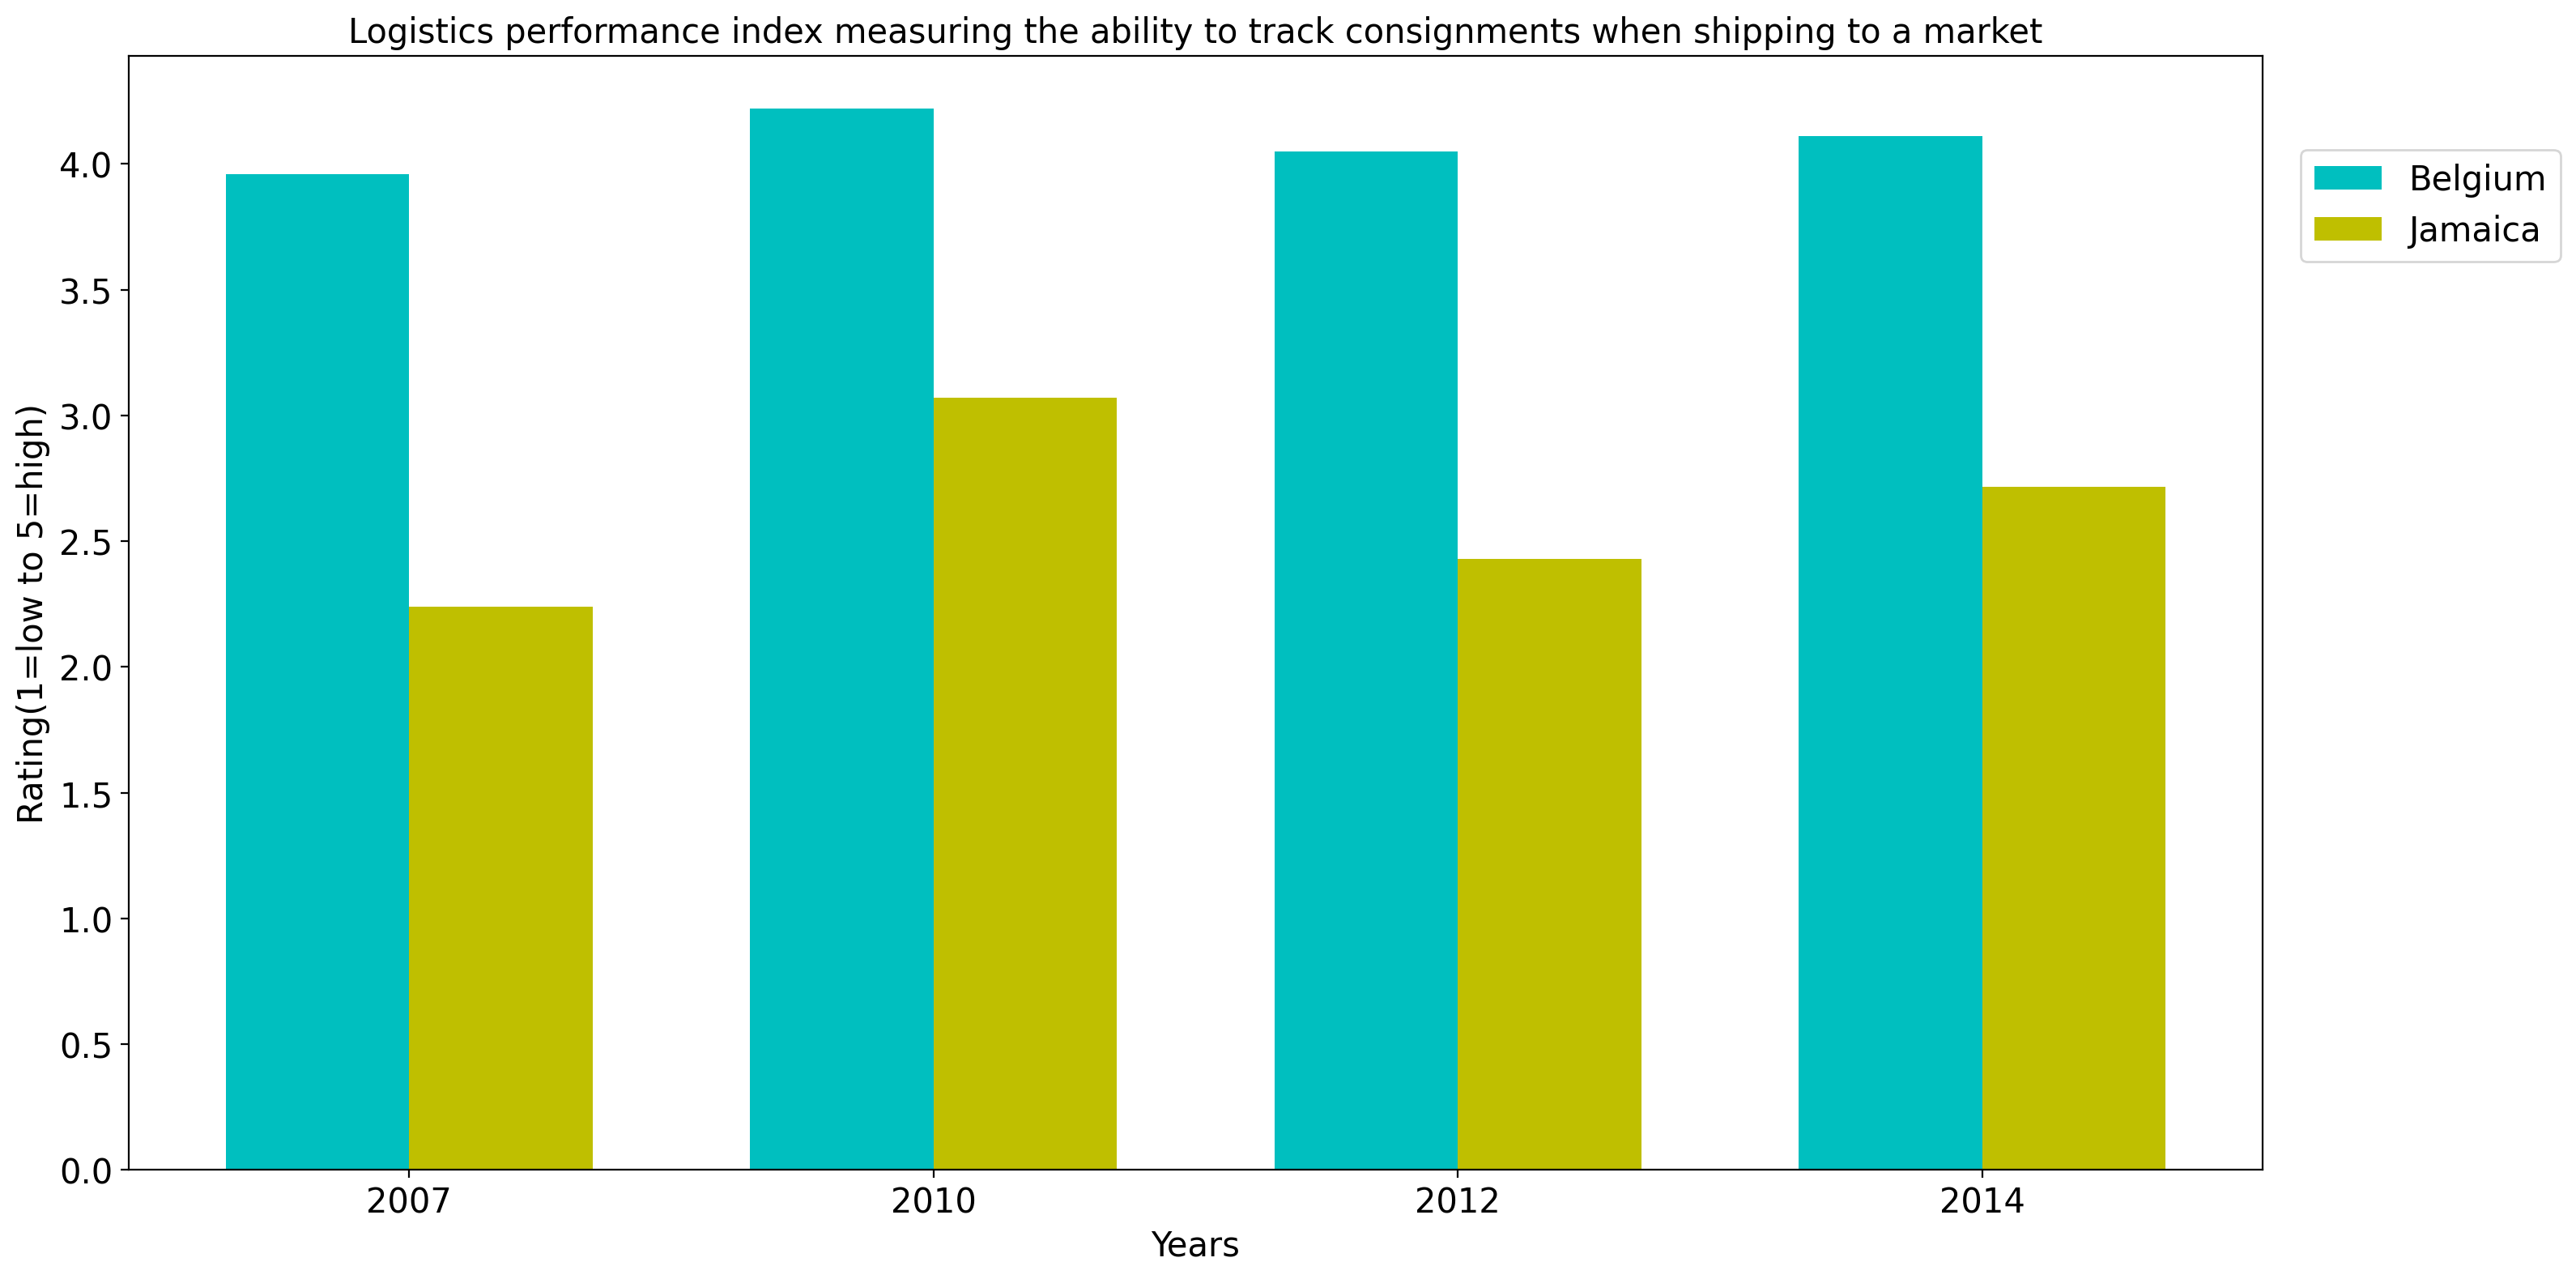 Logistics performance index measuring the ability to track consignments when shipping to a market
Rating(1=low to 5=high)
4.0
3.5
3.0
2.5
2.0
1.5
1.0
0.5
0.0
2007 2010 2012 2014
Years
Belgium
Jamaica